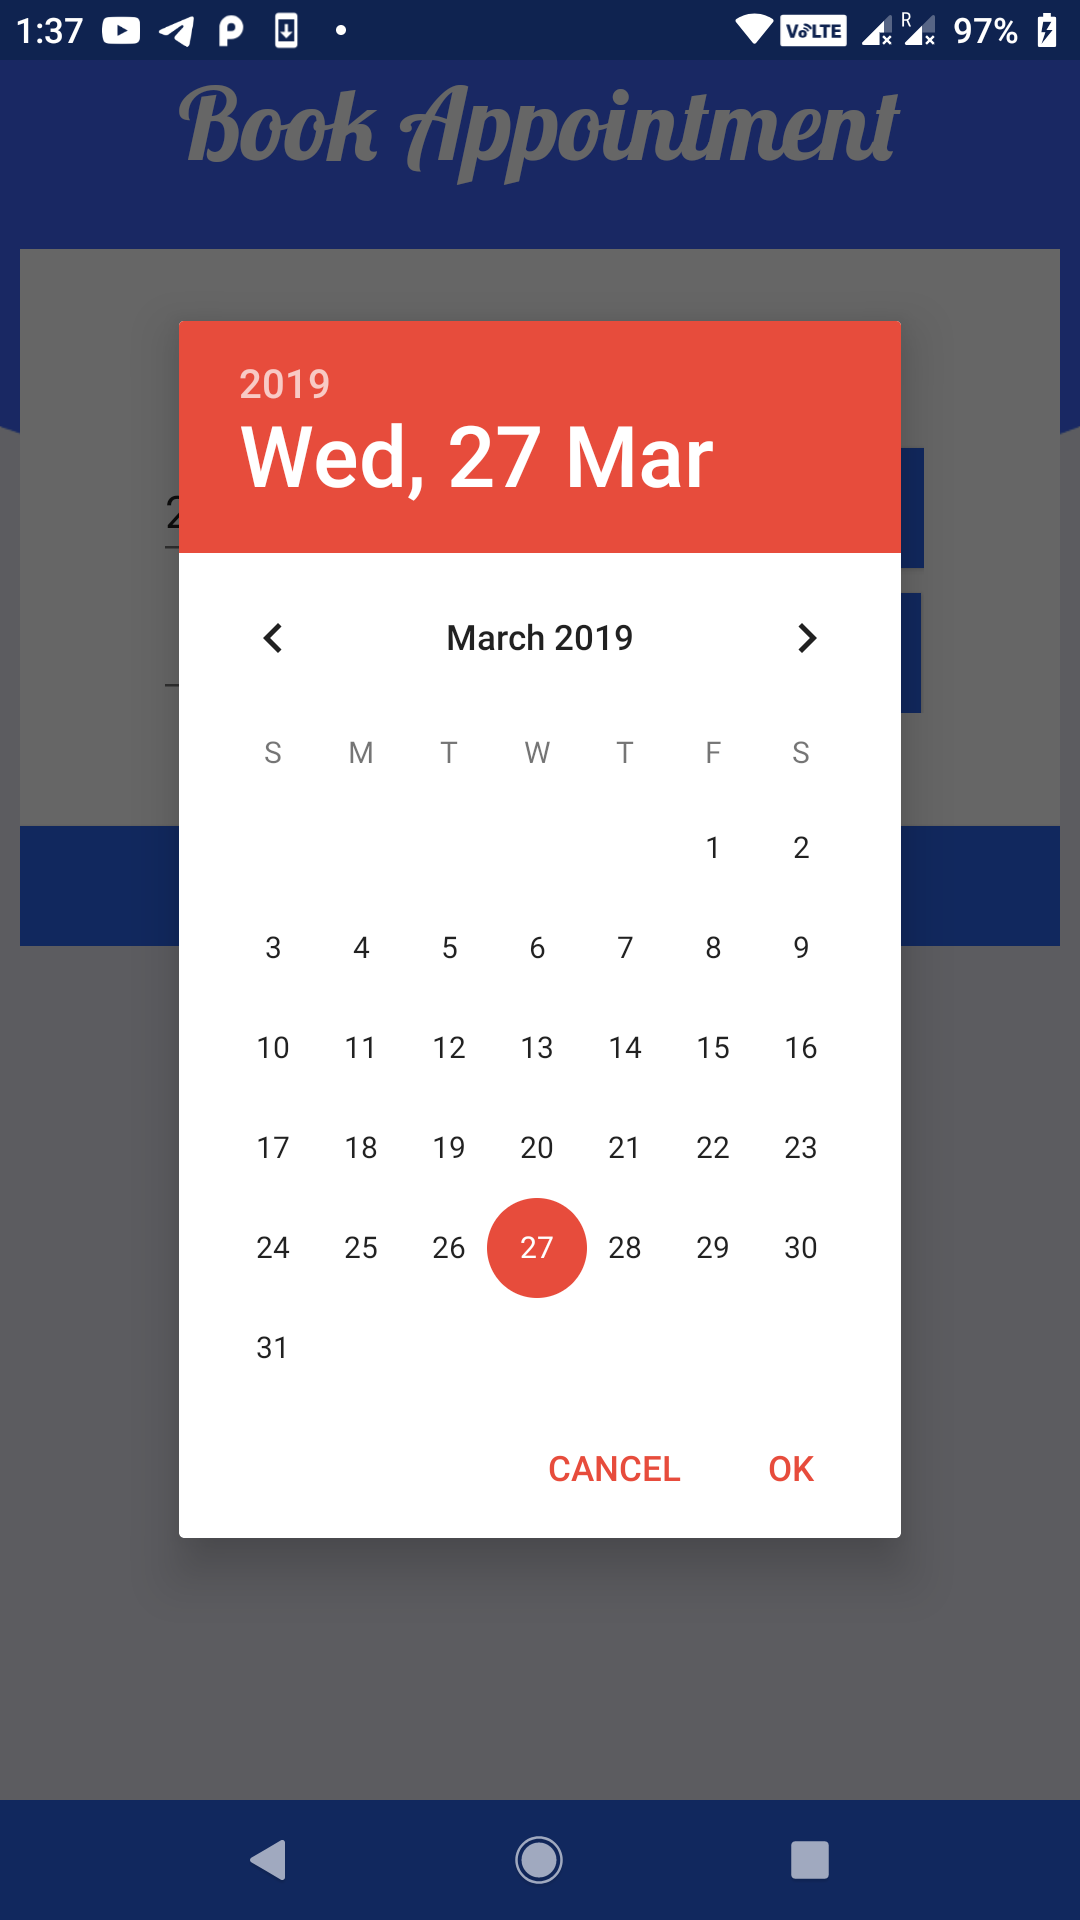 1:37 VoLTE R 97%
Book Appointment
2019
Wed, 27 Mar
2
March 2019
S M T W T F S
1 2
3 4 5 6 7 8 9
10 11 12 13 14 15 16
17 18 19 20 21 22 23
24 25 26 27 28 29 30
31
CANCEL OK